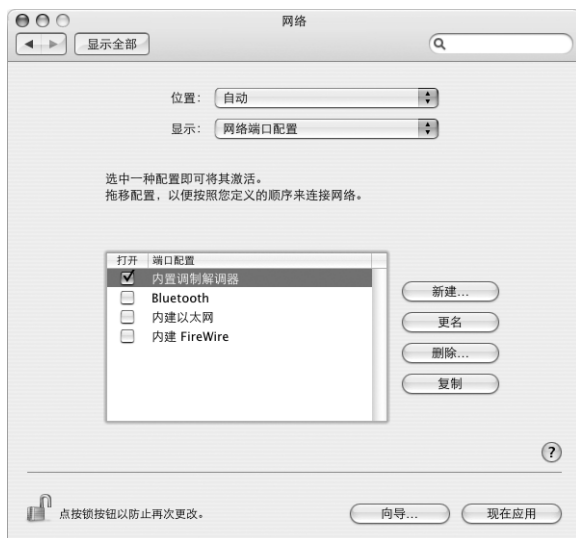 网络
显示全部
位置： 自动
显示： 网络端口配置
选中一种配置即可将其激活。
拖移配置，以便按照您定义的顺序来连接网络。
打开 端口配置
内置调制解调器
Bluetooth
内建以太网
内建 FireWire
新建...
更名
删除...
复制
?
点按锁按钮以防止再次更改。
向导...
现在应用